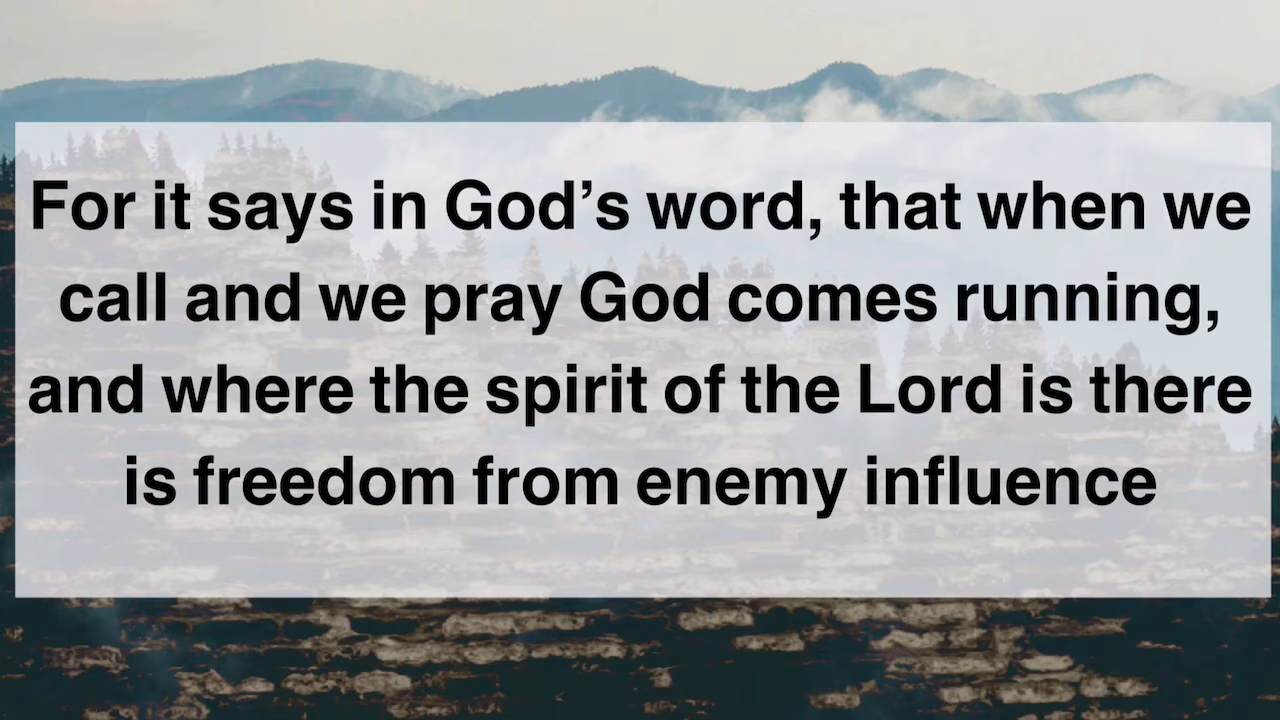 For it says in God’s word, that when we
call and we pray God comes running,
and where the spirit of the Lord is there
is freedom from enemy influence